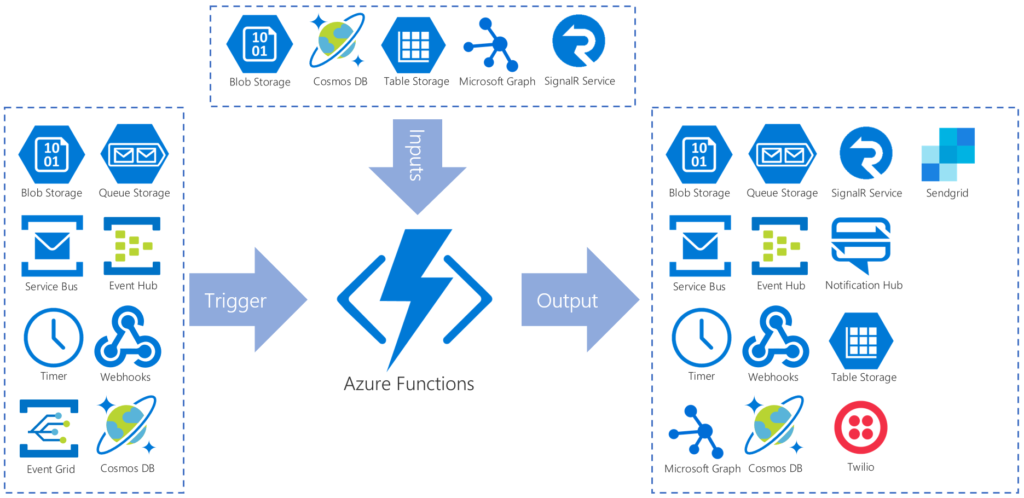 10
01
Blob Storage
Cosmos DB
Table Storage
Microsoft Graph
SignalR Service
Inputs
10
01
Blob Storage
Queue Storage
Service Bus
Event Hub
Timer
Webhooks
Event Grid
Cosmos DB
Trigger
Azure Functions
Output
10
01
Blob Storage
Queue Storage
SignalR Service
Sendgrid
Service Bus
Event Hub
Notification Hub
Timer
Webhooks
Table Storage
Microsoft Graph
Cosmos DB
Twilio